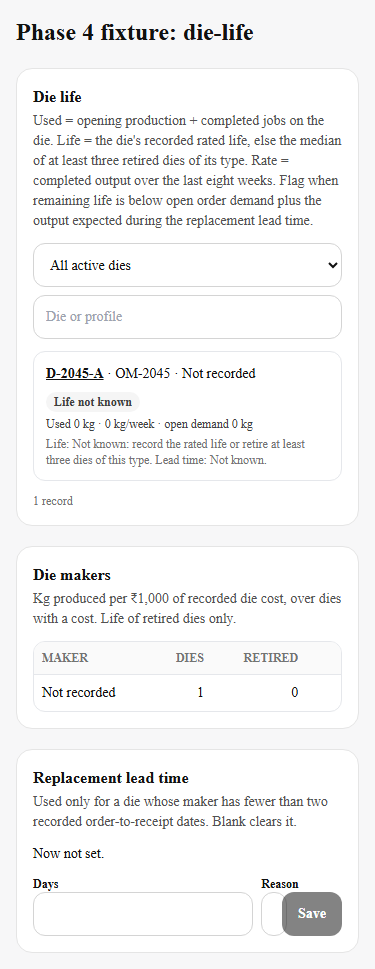 Phase 4 fixture: die-life
Die life
Used = opening production + completed jobs on the
die. Life = the die's recorded rated life, else the median
of at least three retired dies of its type. Rate =
completed output over the last eight weeks. Flag when
remaining life is below open order demand plus the
output expected during the replacement lead time.
All active dies
Die or profile
D-2045-A · OM-2045 · Not recorded
Life not known
Used 0 kg · 0 kg/week · open demand 0 kg
Life: Not known: record the rated life or retire at least
three dies of this type. Lead time: Not known.
1 record
Die makers
Kg produced per ₹1,000 of recorded die cost, over dies
with a cost. Life of retired dies only.
MAKER DIES RETIRED
Not recorded 1 0
Replacement lead time
Used only for a die whose maker has fewer than two
recorded order-to-receipt dates. Blank clears it.
Now not set.
Days Reason
Save